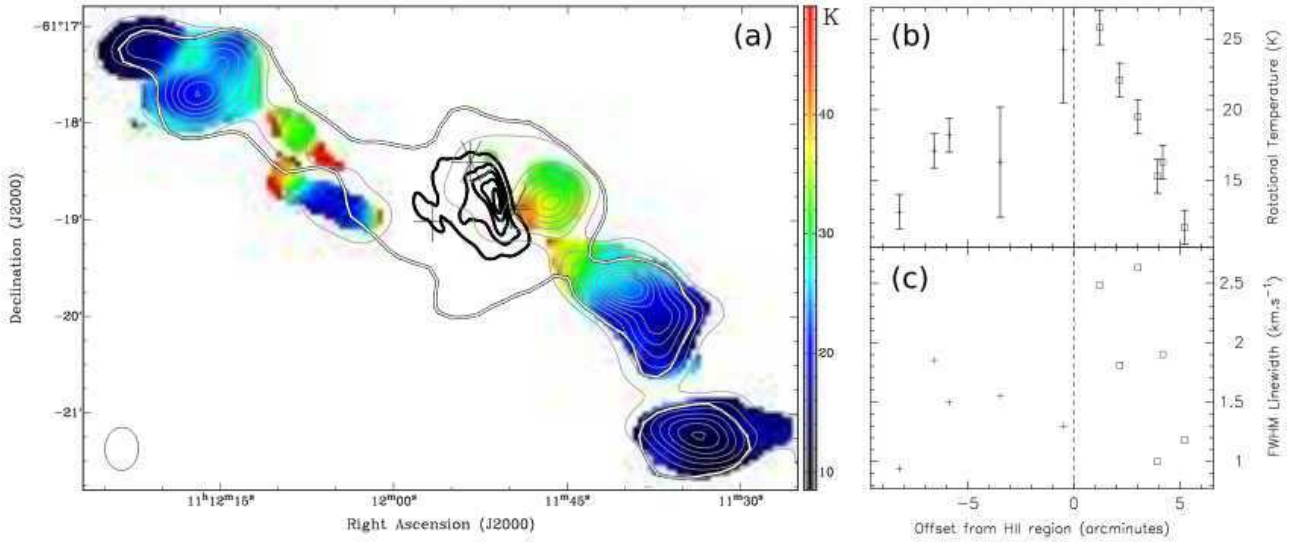 (a)
K
-61°17'
-18'
-19'
-20'
-21'
Declination (J2000)
40
30
20
10
11ʰ12ᵐ15ˢ
12ᵐ00ˢ
11ᵐ45ˢ
11ᵐ30ˢ
Right Ascension (J2000)
(b)
25
20
15
Rotational Temperature (K)
(c)
2.5
2
1.5
1
FWHM Linewidth (km.s⁻¹)
-5
0
5
Offset from HII region (arcminutes)